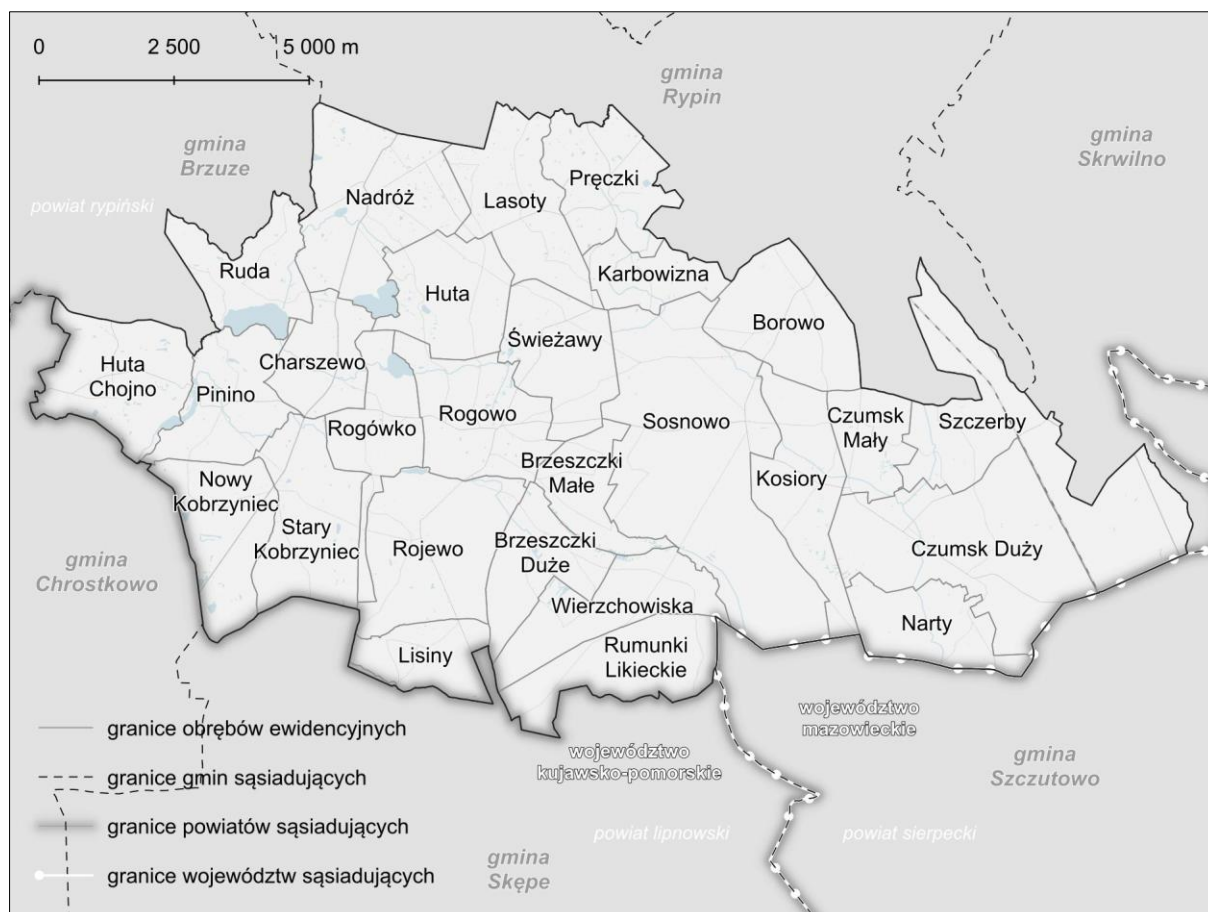 0 2 500 5 000 m
gmina
Rypin
gmina
Brzuze
gmina
Skrwilno
powiat rypiński
Nadróż
Lasoty
Pręczki
Ruda
Huta
Karbowizna
Borowo
Świeżawy
Huta
Chojno
Pinino
Charszewo
Rogówko
Rogowo
Sosnowo
Czumsk
Mały
Szczerby
Brzeszczki
Małe
Kosiory
Nowy
Kobrzyniec
Stary
Kobrzyniec
Rojewo
Brzeszczki
Duże
Czumsk Duży
gmina
Chrostkowo
Wierzchowiska
Narty
Lisiny
Rumunki
Likieckie
województwo
mazowieckie
województwo
kujawsko-pomorskie
gmina
Szczutowo
powiat lipnowski
powiat sierpecki
gmina
Skępe
granice obrębów ewidencyjnych
granice gmin sąsiadujących
granice powiatów sąsiadujących
granice województw sąsiadujących